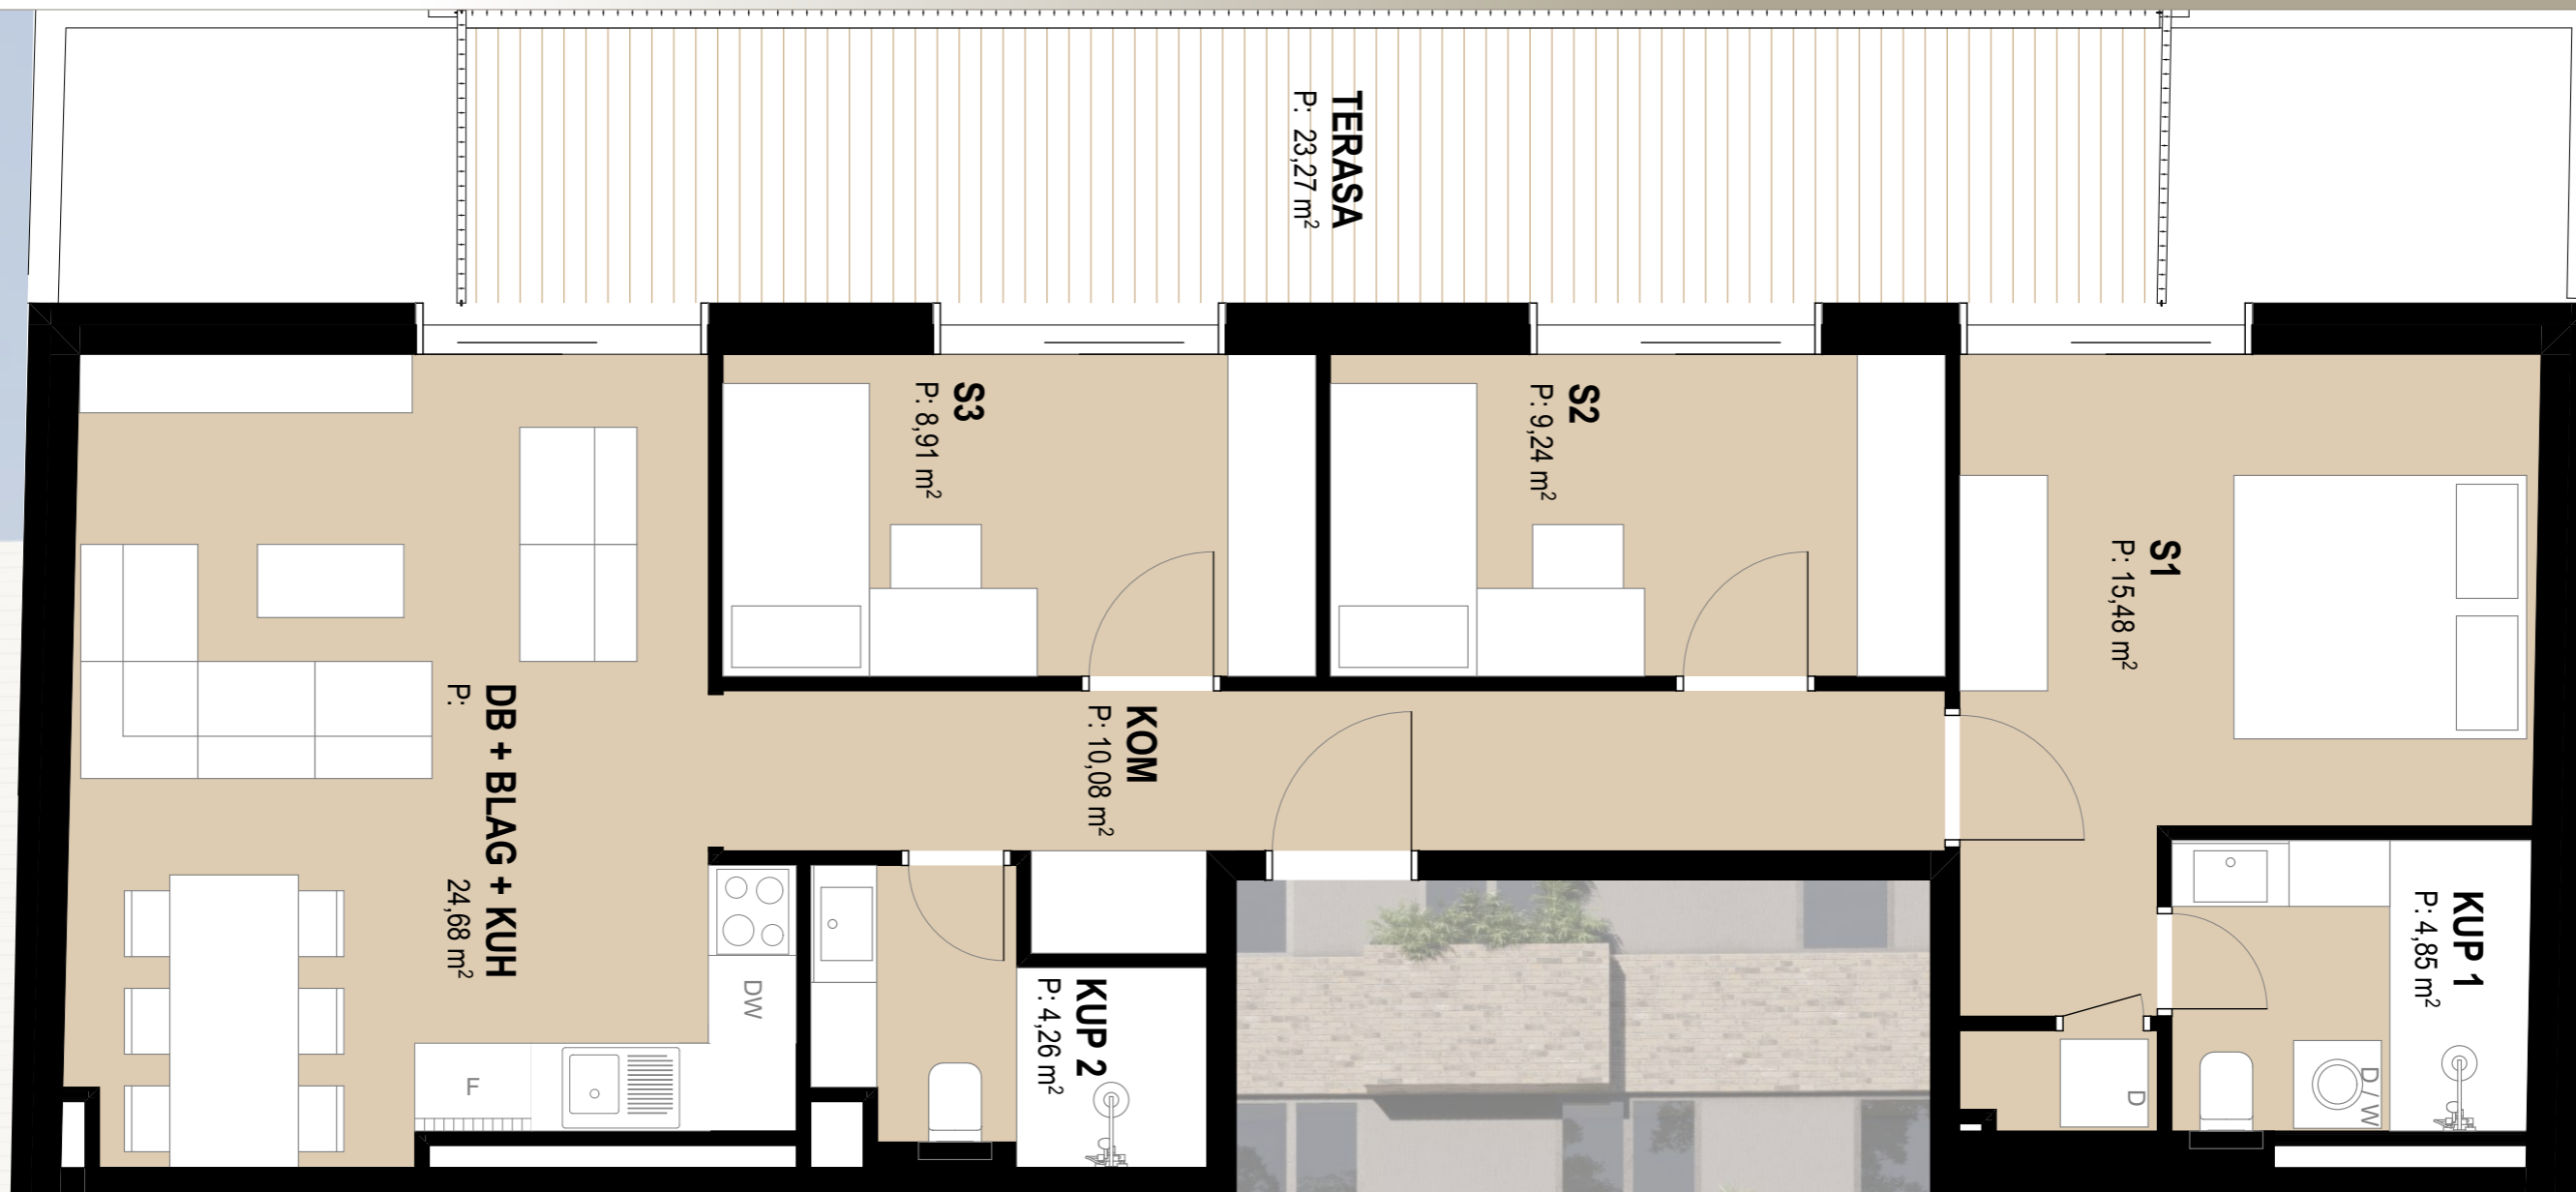 TERASA
P: 23,27 m²
S3
P: 8,91 m²
S2
P: 9,24 m²
S1
P: 15,48 m²
DB + BLAG + KUH
P: 24,68 m²
KOM
P: 10,08 m²
KUP 1
P: 4,85 m²
KUP 2
P: 4,26 m²
DW
F
D
D / W